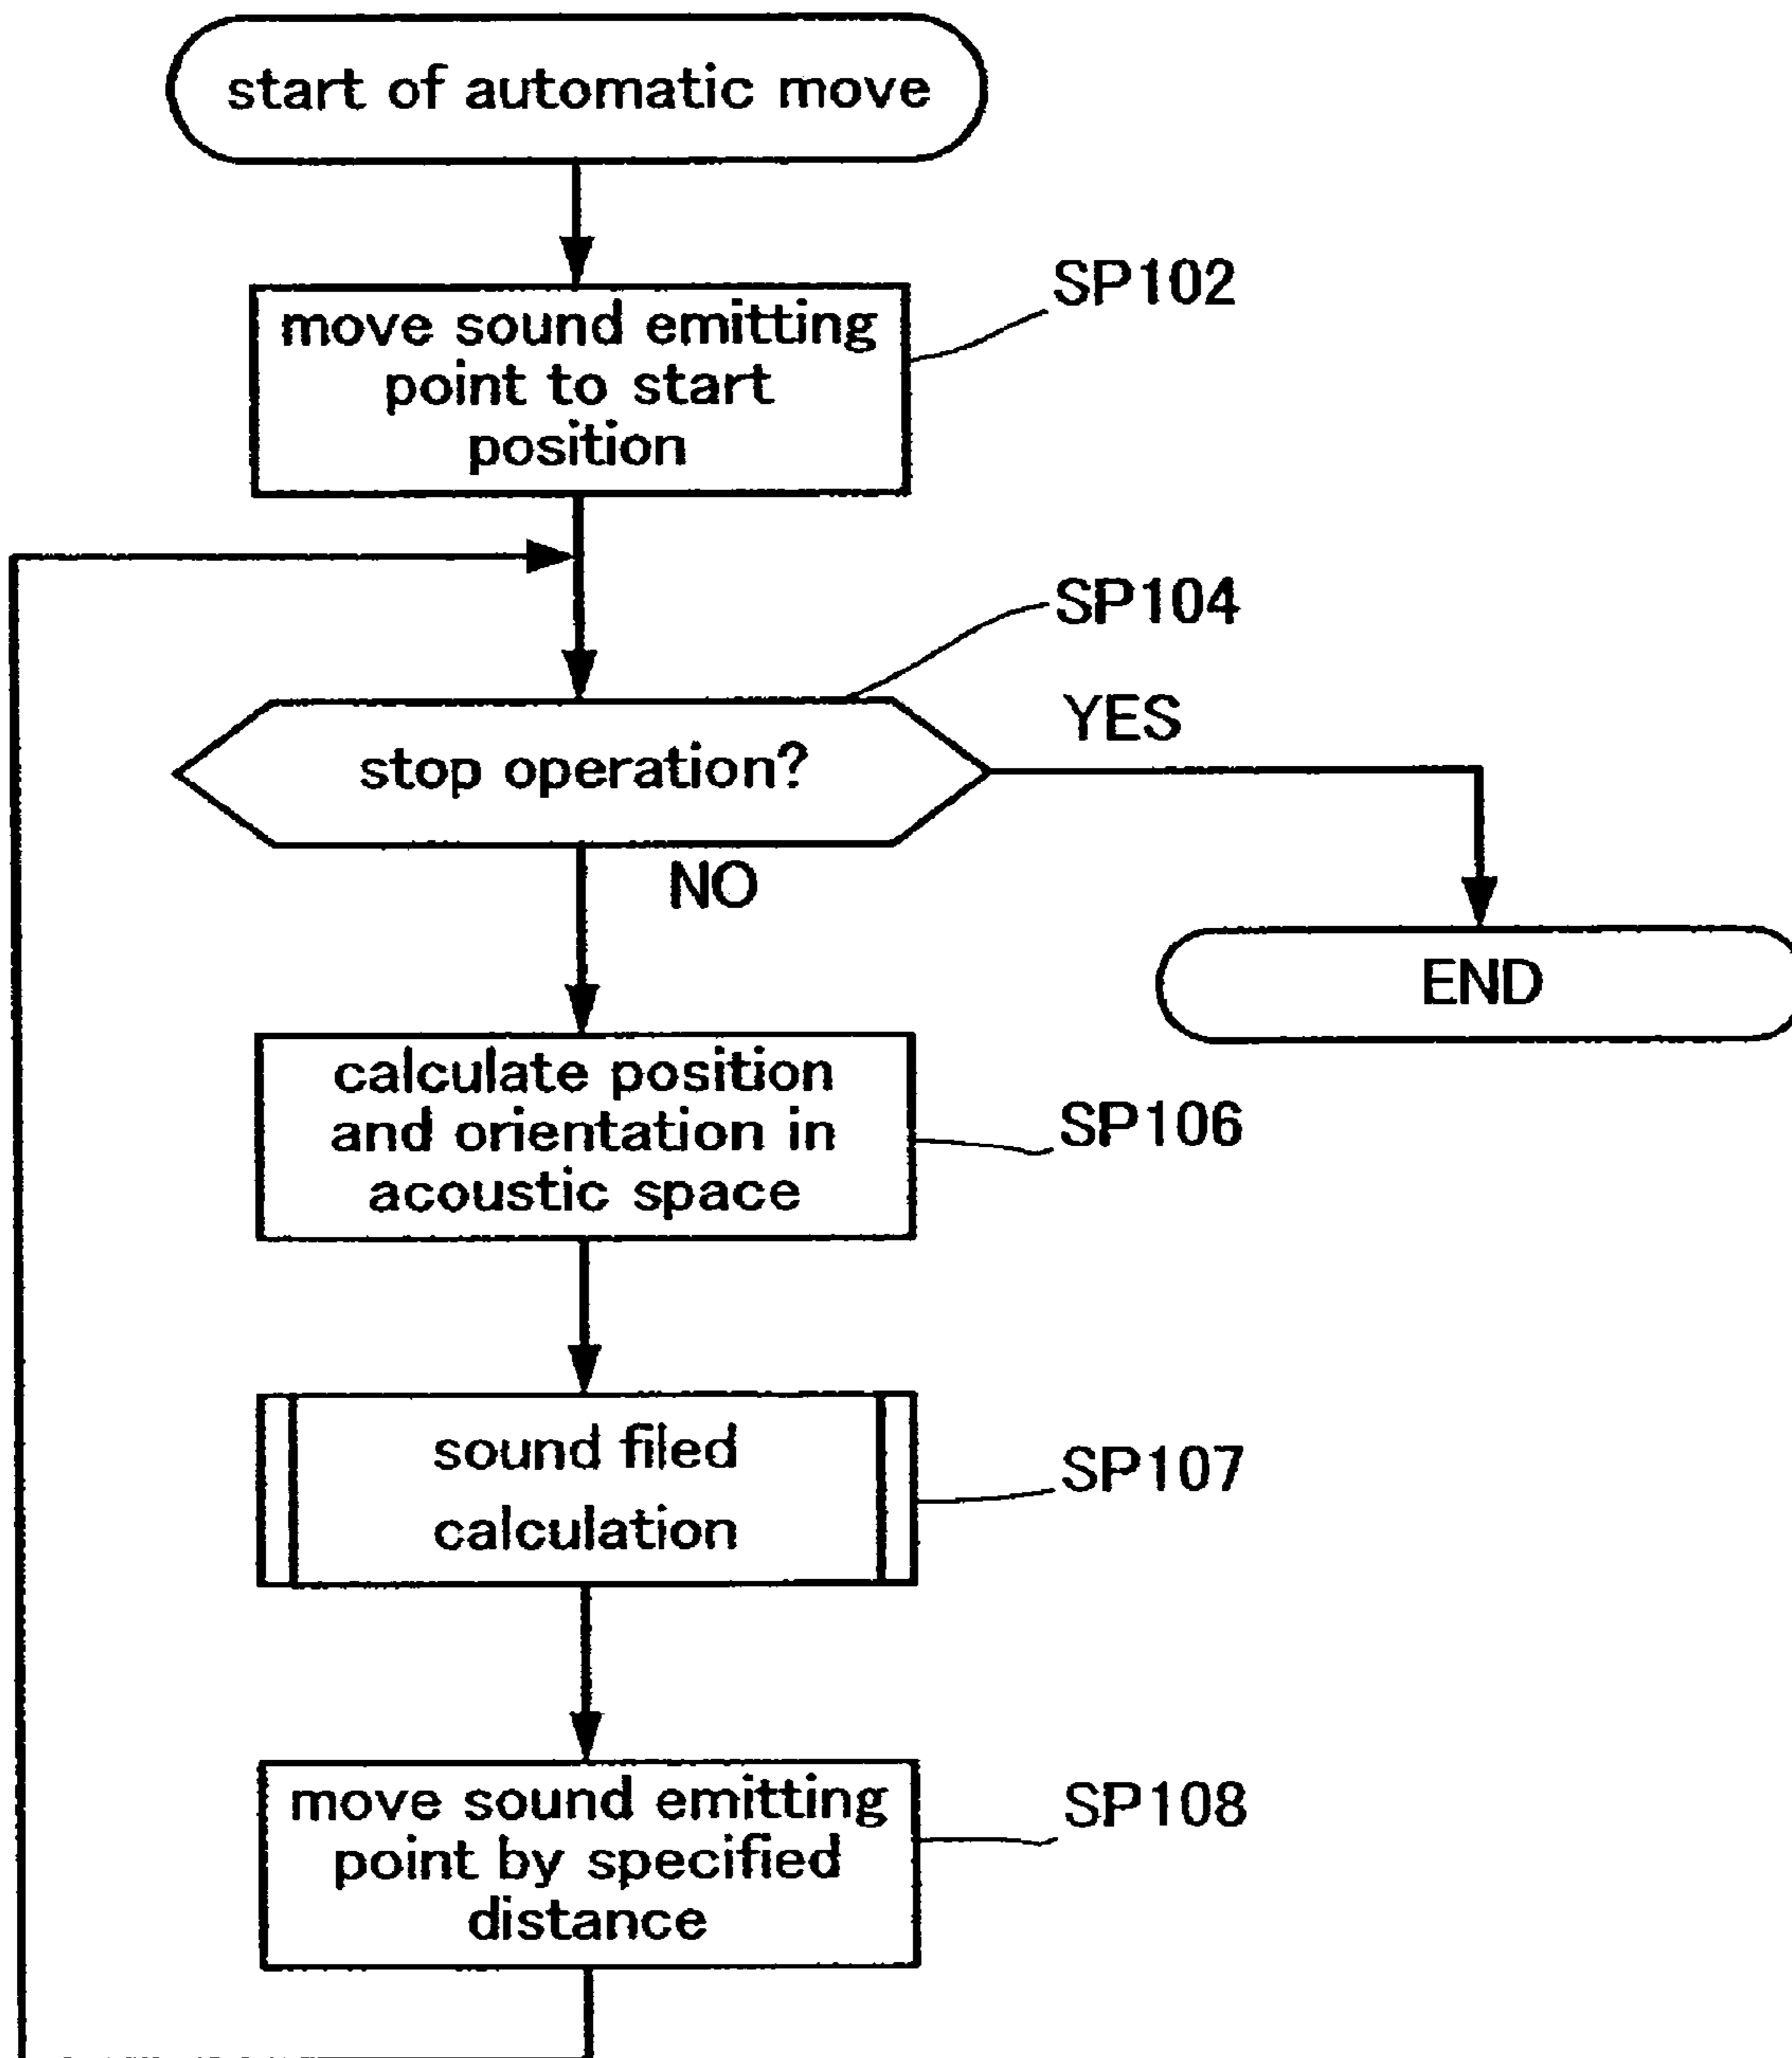 start of automatic move
SP102
move sound emitting
point to start
position
SP104
YES
stop operation?
NO
END
calculate position
and orientation in
acoustic space
SP106
sound filed
calculation
SP107
move sound emitting
point by specified
distance
SP108